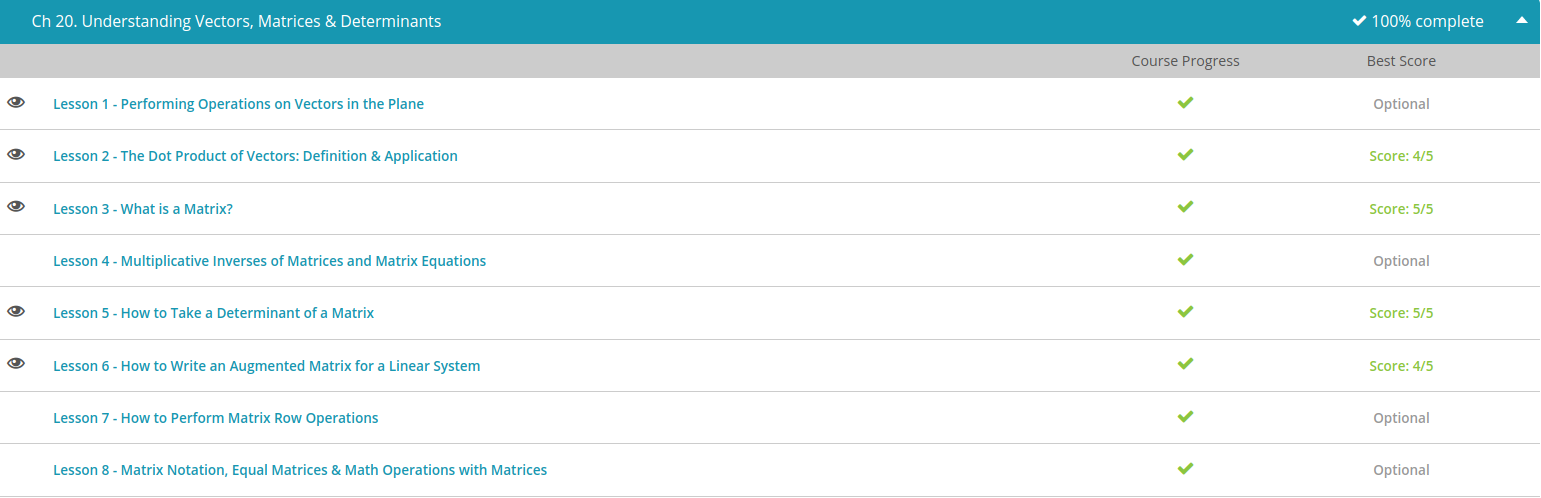 Ch 20. Understanding Vectors, Matrices & Determinants 100% complete
Course Progress Best Score
Lesson 1 - Performing Operations on Vectors in the Plane Optional
Lesson 2 - The Dot Product of Vectors: Definition & Application Score: 4/5
Lesson 3 - What is a Matrix? Score: 5/5
Lesson 4 - Multiplicative Inverses of Matrices and Matrix Equations Optional
Lesson 5 - How to Take a Determinant of a Matrix Score: 5/5
Lesson 6 - How to Write an Augmented Matrix for a Linear System Score: 4/5
Lesson 7 - How to Perform Matrix Row Operations Optional
Lesson 8 - Matrix Notation, Equal Matrices & Math Operations with Matrices Optional